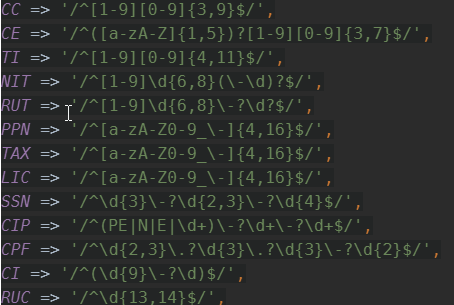 CC => '/^[1-9][0-9]{3,9}$/',
CE => '/^([a-zA-Z]{1,5})?[1-9][0-9]{3,7}$/',
TI => '/^[1-9][0-9]{4,11}$/',
NIT => '/^[1-9]\d{6,8}(\-\d)?$/',
RUT => '/^[1-9]\d{6,8}\-?\d?$/',
PPN => '/^[a-zA-Z0-9_\-]{4,16}$/',
TAX => '/^[a-zA-Z0-9_\-]{4,16}$/',
LIC => '/^[a-zA-Z0-9_\-]{4,16}$/',
SSN => '/^\d{3}\-?\d{2,3}\-?\d{4}$/',
CIP => '/^(PE|N|E|\d+)\-?\d+\-?\d+$/',
CPF => '/^\d{2,3}\.?\d{3}\.?\d{3}\-?\d{2}$/',
CI => '/^(\d{9}\-?\d)$/',
RUC => '/^\d{13,14}$/',